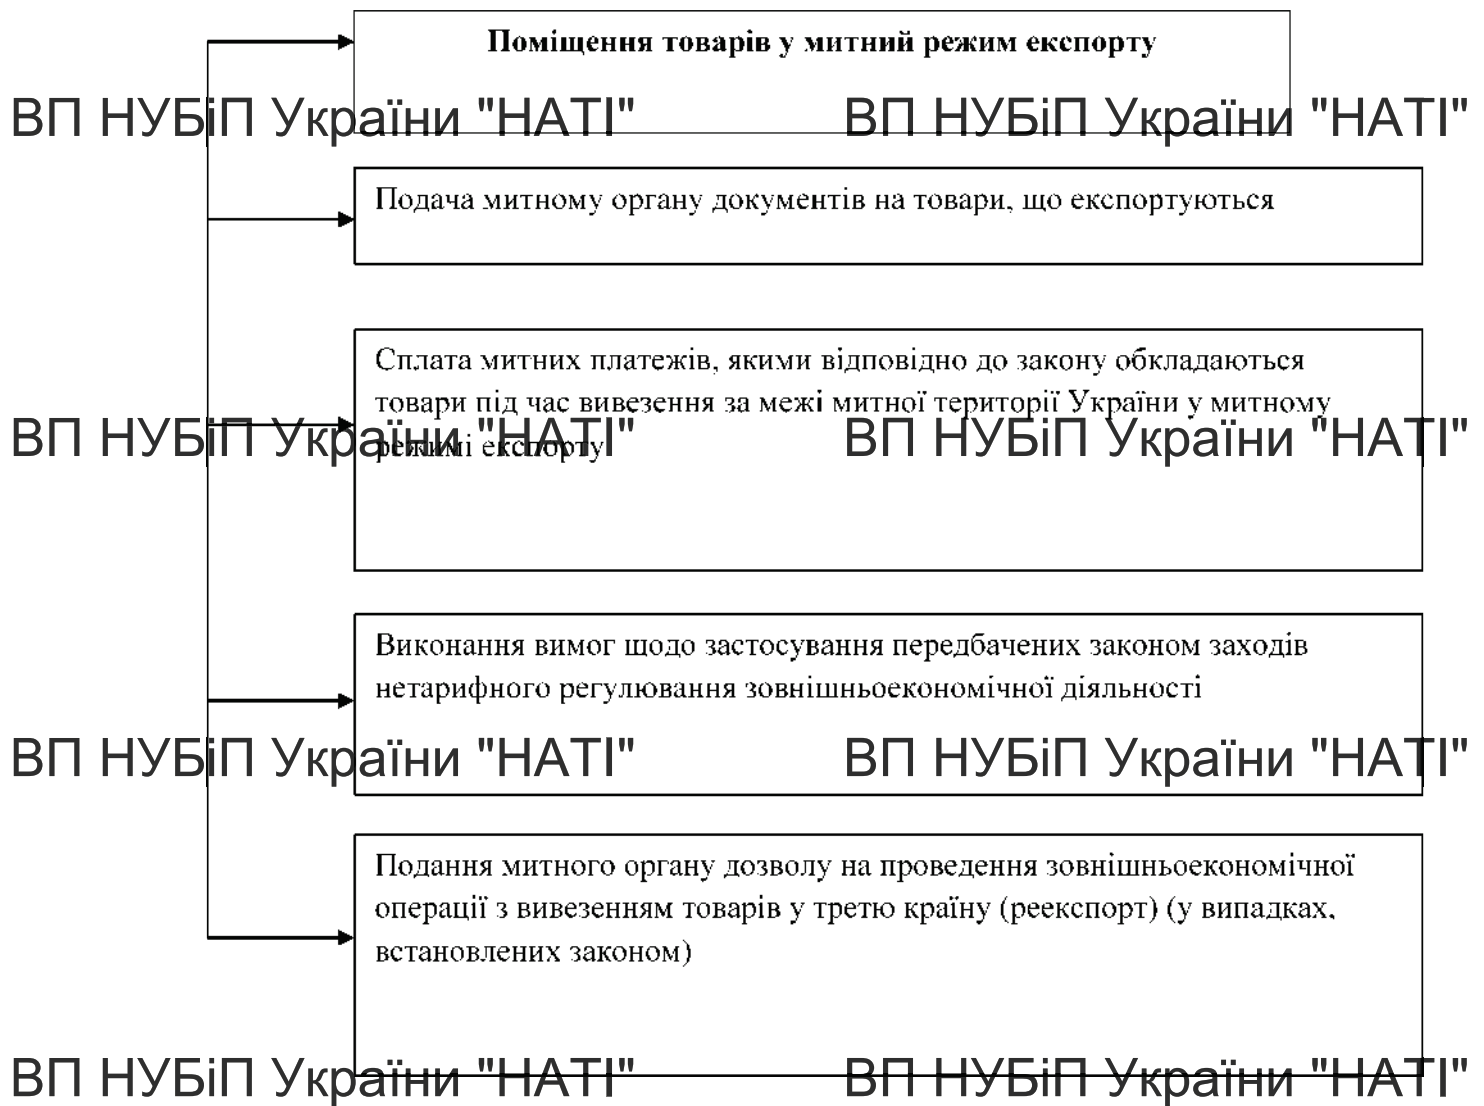 Поміщення товарів у митний режим експорту
ВП НУБіП України "НАТІ" ВП НУБіП України "НАТІ"
Подача митному органу документів на товари, що експортуються
Сплата митних платежів, якими відповідно до закону обкладаються
товари під час вивезення за межі митної території України у митному
режимі експорту
ВП НУБіП України "НАТІ" ВП НУБіП України "НАТІ"
Виконання вимог щодо застосування передбачених законом заходів
нетарифного регулювання зовнішньоекономічної діяльності
ВП НУБіП України "НАТІ" ВП НУБіП України "НАТІ"
Подання митного органу дозволу на проведення зовнішньоекономічної
операції з вивезенням товарів у третю країну (реекспорт) (у випадках,
встановлених законом)
ВП НУБіП України "НАТІ" ВП НУБіП України "НАТІ"